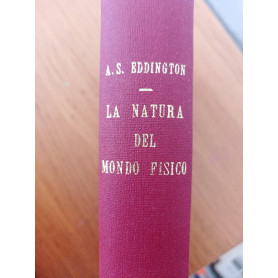 A. S. EDDINGTON
LA NATURA
DEL
MONDO FISICO